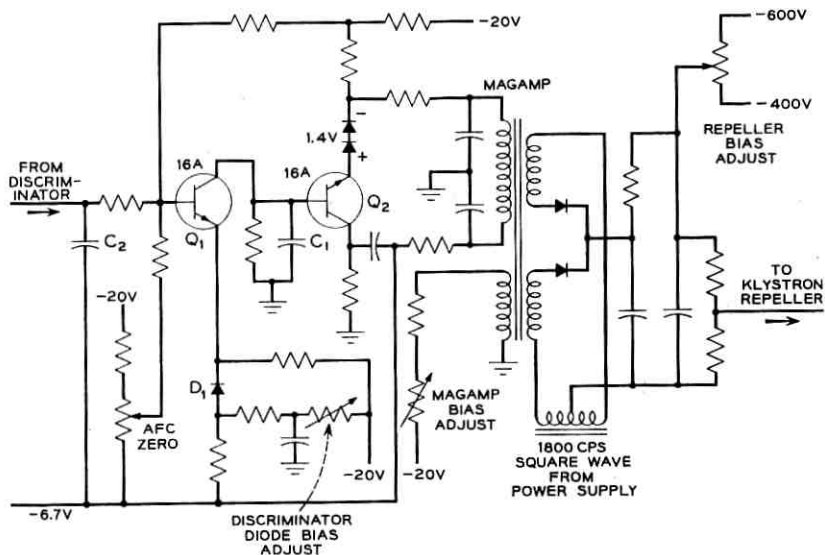 -20V
-600V
MAGAMP
-400V
REPELLER
BIAS
ADJUST
1.4V
-
+
FROM
DISCRIM-
INATOR
16A
16A
Q1
Q2
C2
C1
-20V
TO
KLYSTRON
REPELLER
D1
AFC
ZERO
MAGAMP
BIAS
ADJUST
-20V
-20V
1800 CPS
SQUARE WAVE
FROM
POWER SUPPLY
-6.7V
DISCRIMINATOR
DIODE BIAS
ADJUST